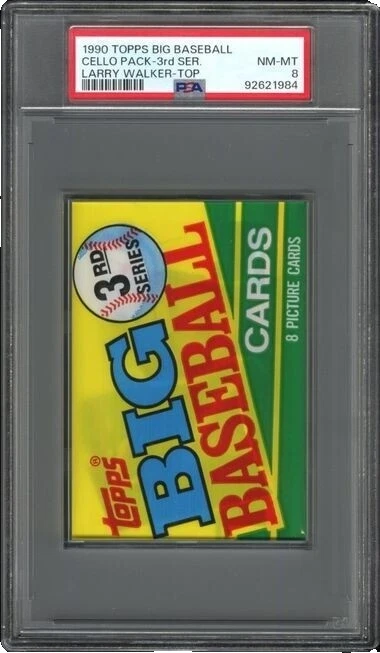 1990 TOPPS BIG BASEBALL
CELLO PACK-3rd SER.
LARRY WALKER-TOP
NM-MT
8
92621984
PSA
3RD
SERIES
topps®
BIG
BASEBALL
CARDS
8 PICTURE CARDS